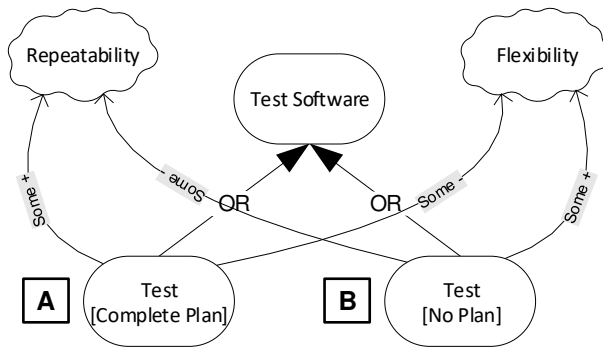 Repeatability
Flexibility
Test Software
Some +
Some -
OR
OR
Some -
Some +
A
Test
[Complete Plan]
B
Test
[No Plan]